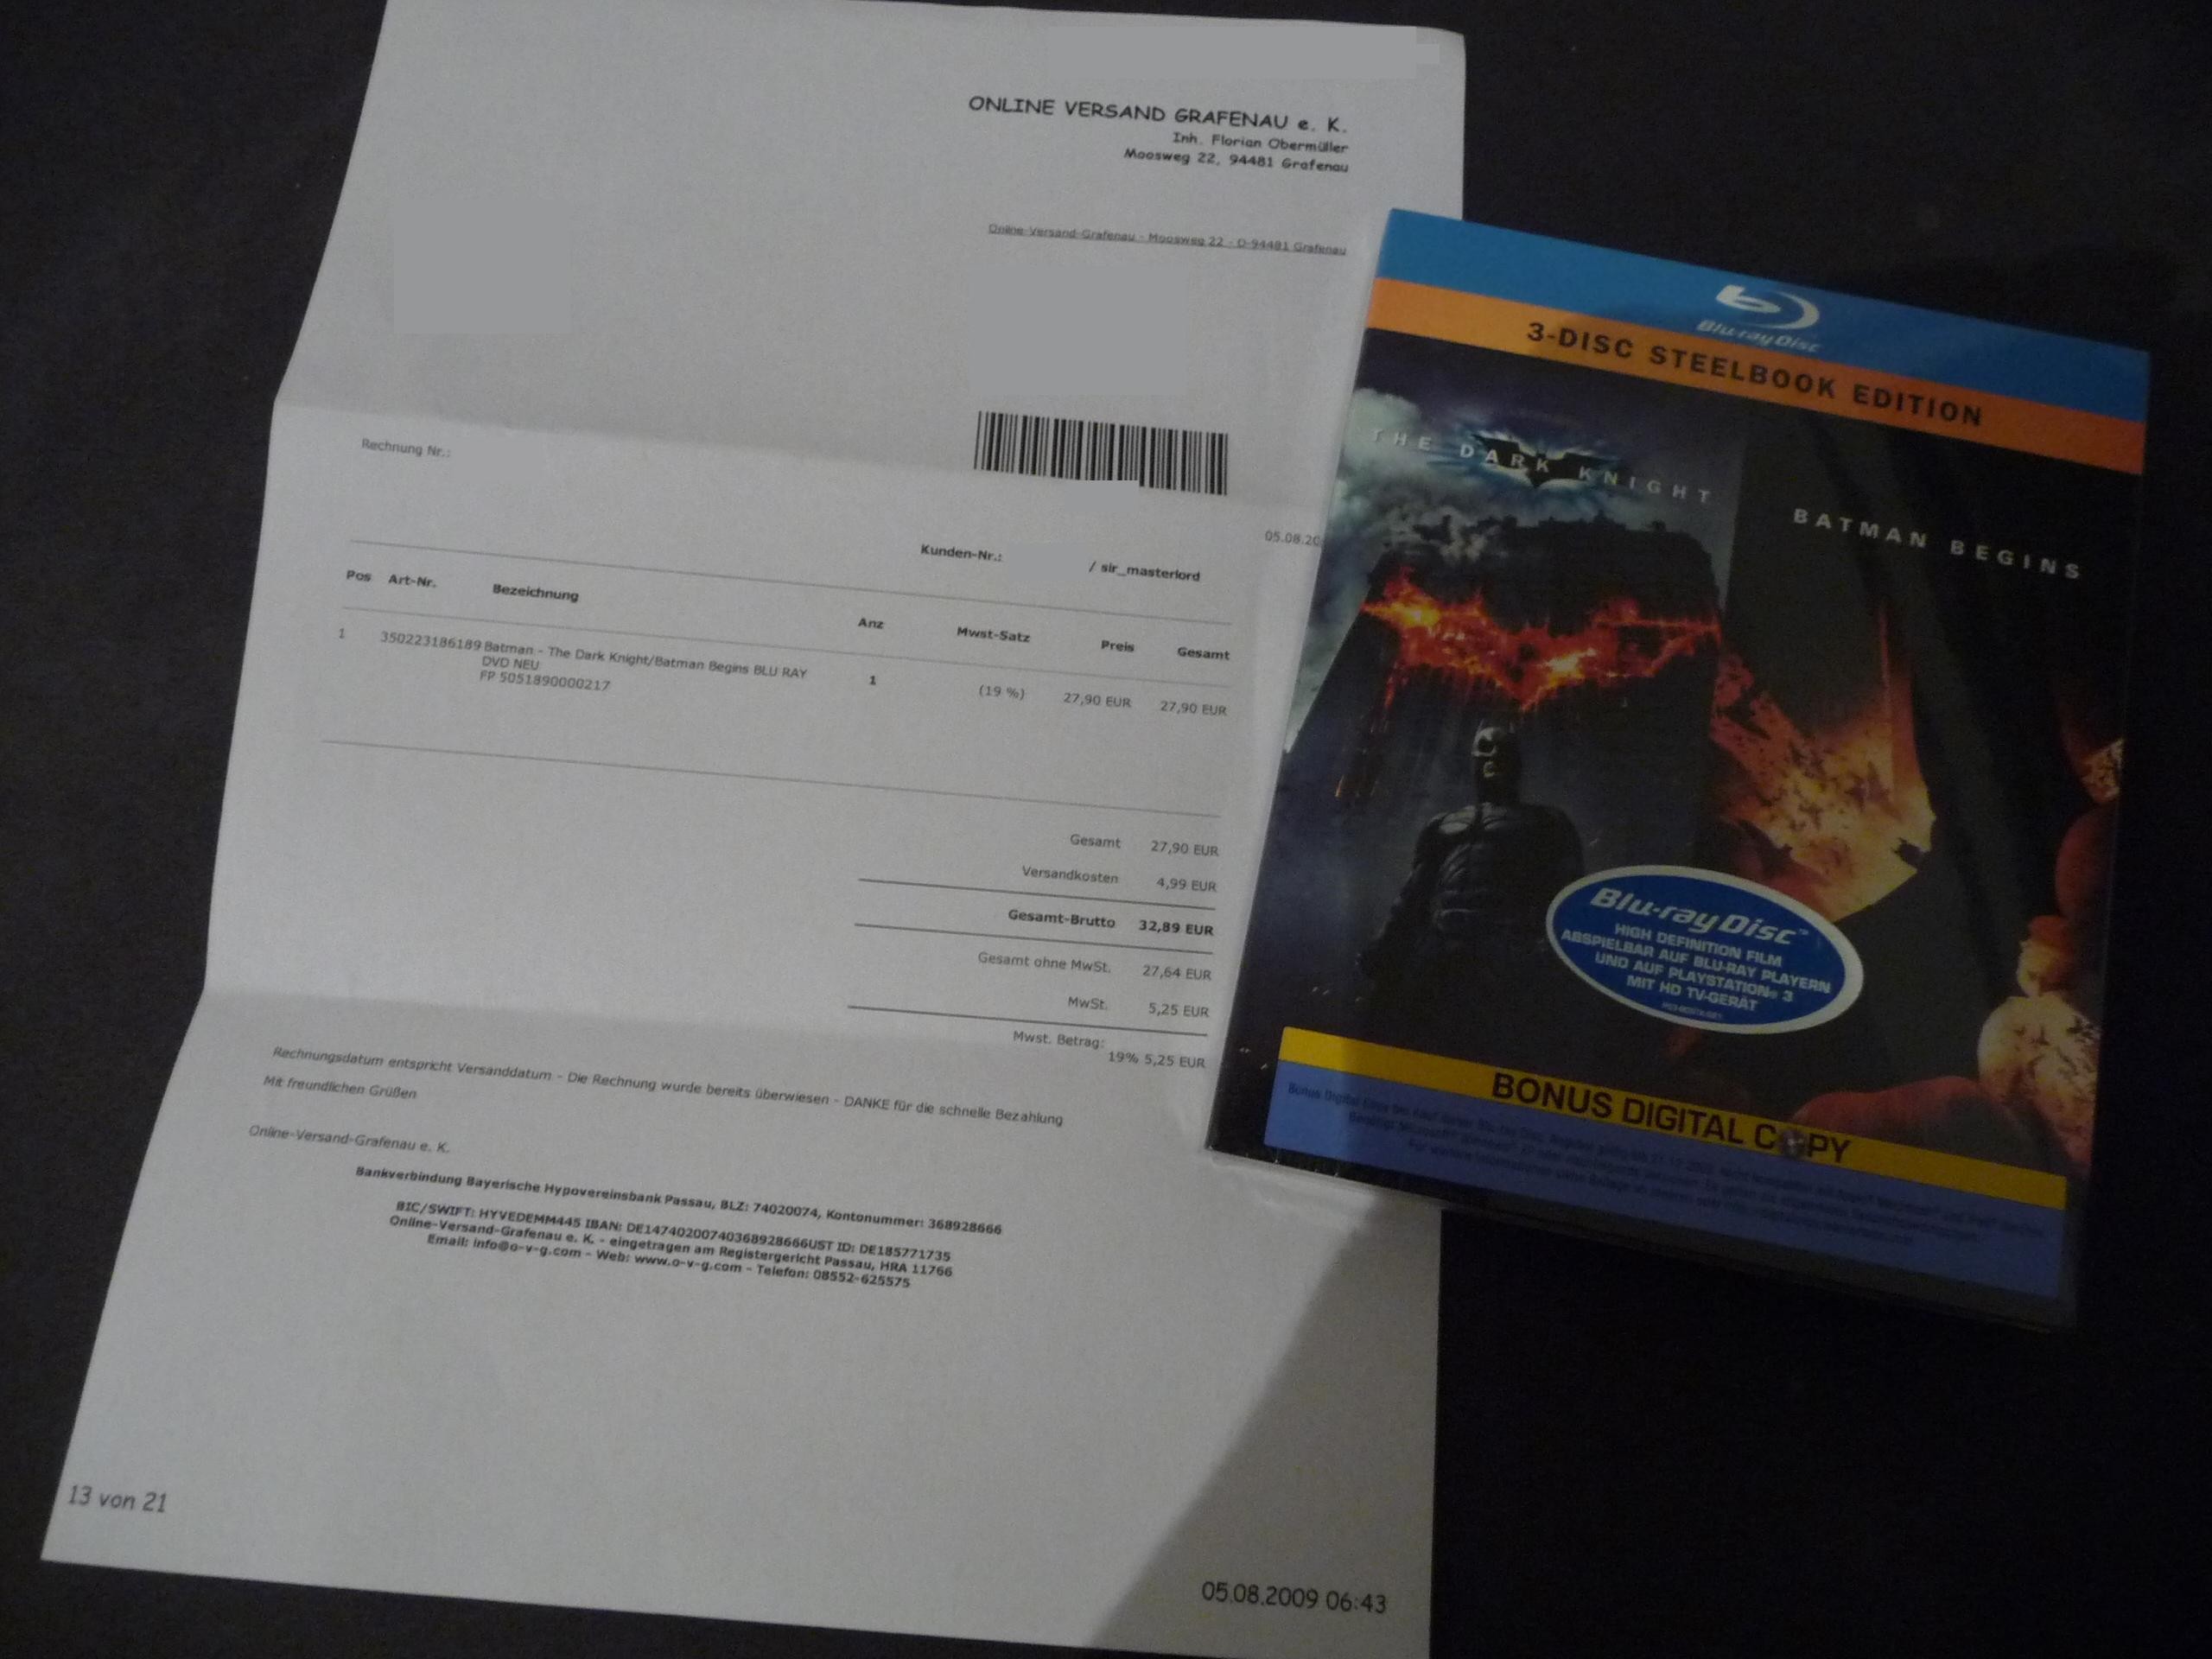 ONLINE VERSAND GRAFENAU e. K.
Inh. Florian Obermüller
Moosweg 22, 94481 Grafenau
Online-Versand-Grafenau - Moosweg 22 - D-94481 Grafenau
Rechnung Nr.:
05.08.20
Kunden-Nr.: / sir_masterlord
Pos Art-Nr. Bezeichnung Anz Mwst-Satz Preis Gesamt
1 350223186189 Batman - The Dark Knight/Batman Begins BLU RAY 1 (19 %) 27,90 EUR 27,90 EUR
DVD NEU
FP 5051890000217
Gesamt 27,90 EUR
Versandkosten 4,99 EUR
Gesamt-Brutto 32,89 EUR
Gesamt ohne MwSt. 27,64 EUR
MwSt. 5,25 EUR
Mwst. Betrag:
19% 5,25 EUR
Rechnungsdatum entspricht Versanddatum - Die Rechnung wurde bereits überwiesen - DANKE für die schnelle Bezahlung
Mit freundlichen Grüßen
Online-Versand-Grafenau e. K.
Bankverbindung Bayerische Hypovereinsbank Passau, BLZ: 74020074, Kontonummer: 368928666
BIC/SWIFT: HYVEDEMM445 IBAN: DE14740200740368928666UST ID: DE185771735
Online-Versand-Grafenau e. K. - eingetragen am Registergericht Passau, HRA 11766
Email: info@o-v-g.com - Web: www.o-v-g.com - Telefon: 08552-625575
13 von 21
05.08.2009 06:43
Blu-ray Disc
3-DISC STEELBOOK EDITION
THE DARK KNIGHT
BATMAN BEGINS
Blu-ray Disc
HIGH DEFINITION FILM
ABSPIELBAR AUF BLU-RAY PLAYERN
UND AUF PLAYSTATION® 3
MIT HD TV-GERÄT
BONUS DIGITAL COPY